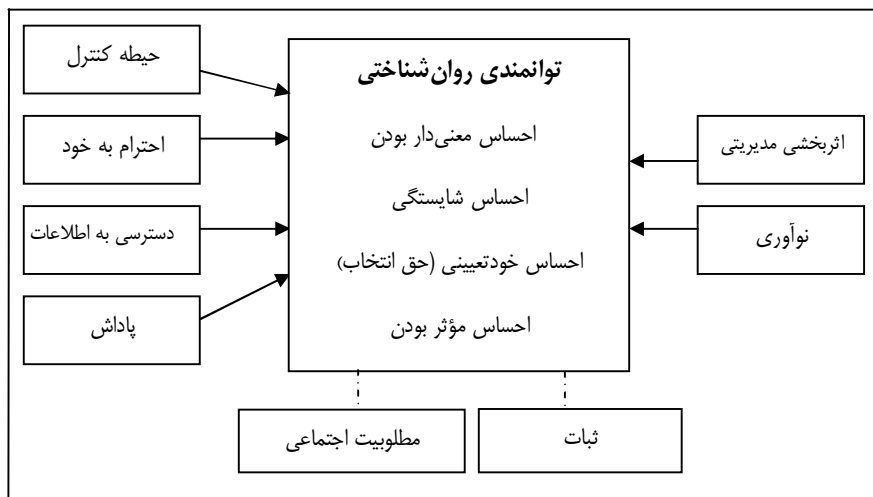 توانمندی روان‌شناختی
احساس معنی‌دار بودن
احساس شایستگی
احساس خودتعیینی (حق انتخاب)
احساس مؤثر بودن
حیطه کنترل
احترام به خود
دسترسی به اطلاعات
پاداش
اثربخشی مدیریتی
نوآوری
مطلوبیت اجتماعی
ثبات